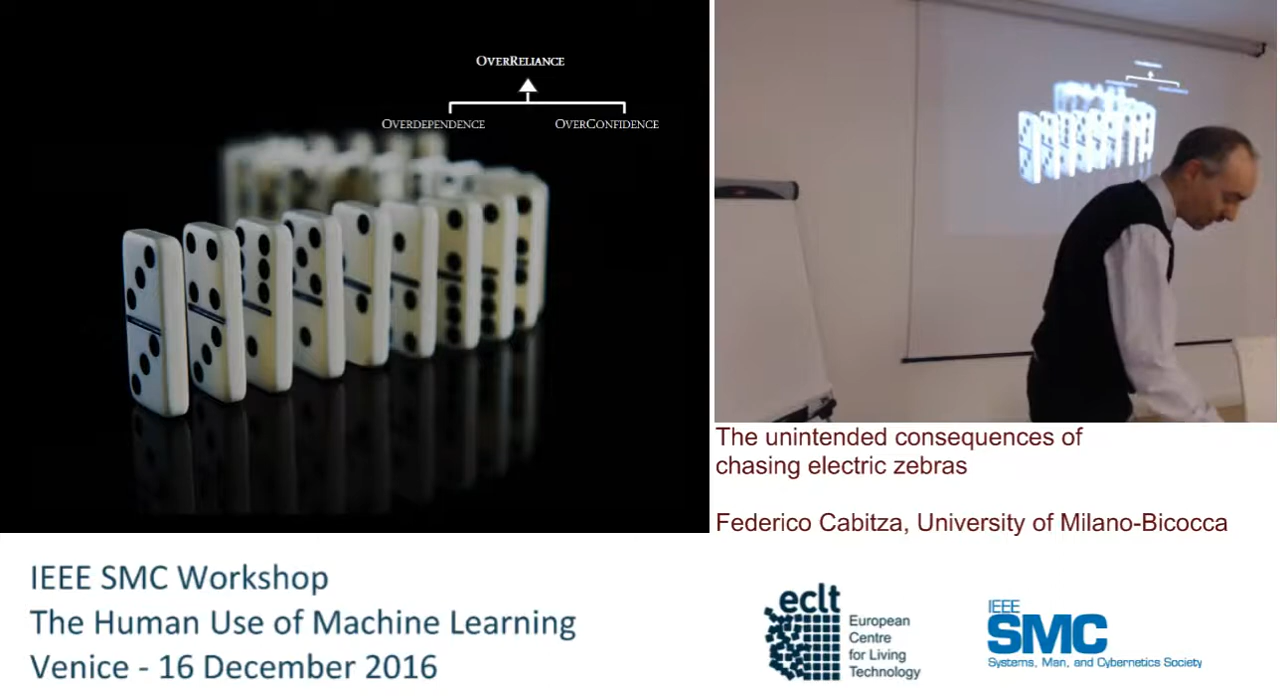 OVERRELIANCE
OVERDEPENDENCE
OVERCONFIDENCE
The unintended consequences of
chasing electric zebras
Federico Cabitza, University of Milano-Bicocca
IEEE SMC Workshop
The Human Use of Machine Learning
Venice - 16 December 2016
eclt
European
Centre
for Living
Technology
IEEE
SMC
Systems, Man, and Cybernetics Society